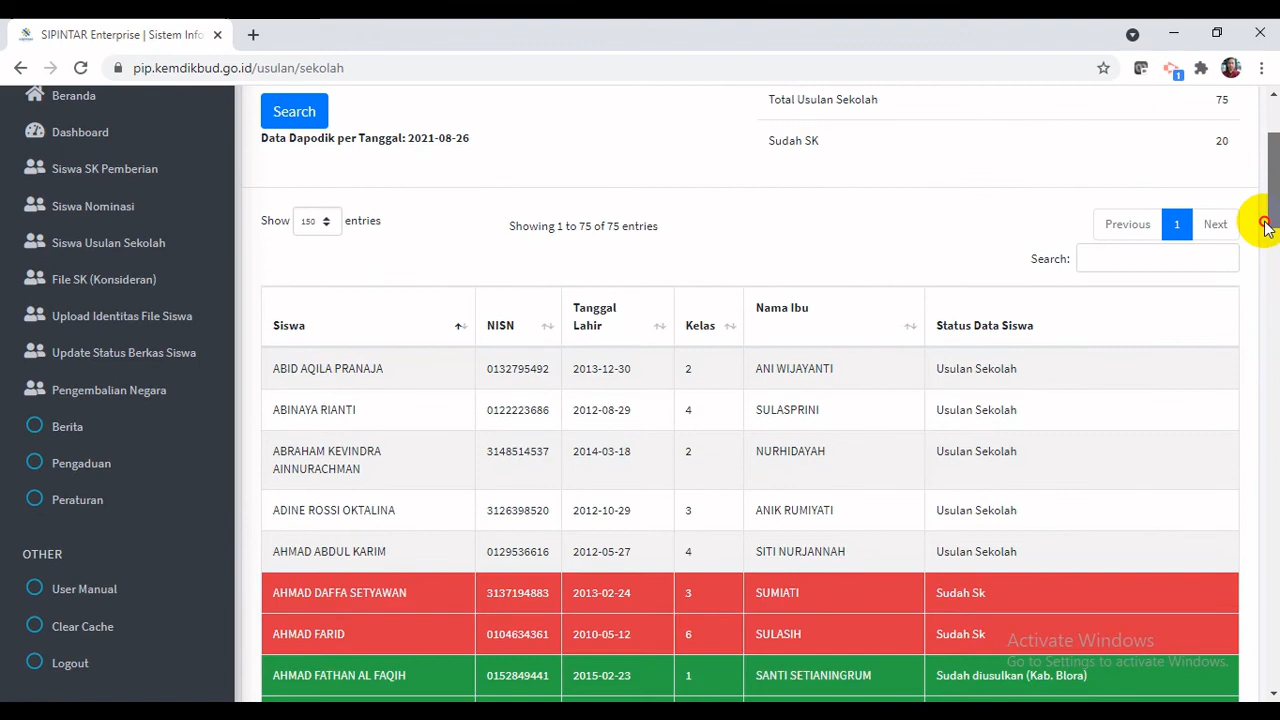 SIPINTAR Enterprise | Sistem Info
pip.kemdikbud.go.id/usulan/sekolah
1
Beranda
Dashboard
Siswa SK Pemberian
Siswa Nominasi
Siswa Usulan Sekolah
File SK (Konsideran)
Upload Identitas File Siswa
Update Status Berkas Siswa
Pengembalian Negara
Berita
Pengaduan
Peraturan
OTHER
User Manual
Clear Cache
Logout
Search
Data Dapodik per Tanggal: 2021-08-26
Total Usulan Sekolah 75
Sudah SK 20
Show 150 entries
Showing 1 to 75 of 75 entries
Previous 1 Next
Search:
Siswa NISN Tanggal Lahir Kelas Nama Ibu Status Data Siswa
ABID AQILA PRANAJA 0132795492 2013-12-30 2 ANI WIJAYANTI Usulan Sekolah
ABINAYA RIANTI 0122223686 2012-08-29 4 SULASPRINI Usulan Sekolah
ABRAHAM KEVINDRA AINNURACHMAN 3148514537 2014-03-18 2 NURHIDAYAH Usulan Sekolah
ADINE ROSSI OKTALINA 3126398520 2012-10-29 3 ANIK RUMIYATI Usulan Sekolah
AHMAD ABDUL KARIM 0129536616 2012-05-27 4 SITI NURJANNAH Usulan Sekolah
AHMAD DAFFA SETYAWAN 3137194883 2013-02-24 3 SUMIATI Sudah Sk
AHMAD FARID 0104634361 2010-05-12 6 SULASIH Sudah Sk
AHMAD FATHAN AL FAQIH 0152849441 2015-02-23 1 SANTI SETIANINGRUM Sudah diusulkan (Kab. Blora)
Activate Windows
Go to Settings to activate Windows.